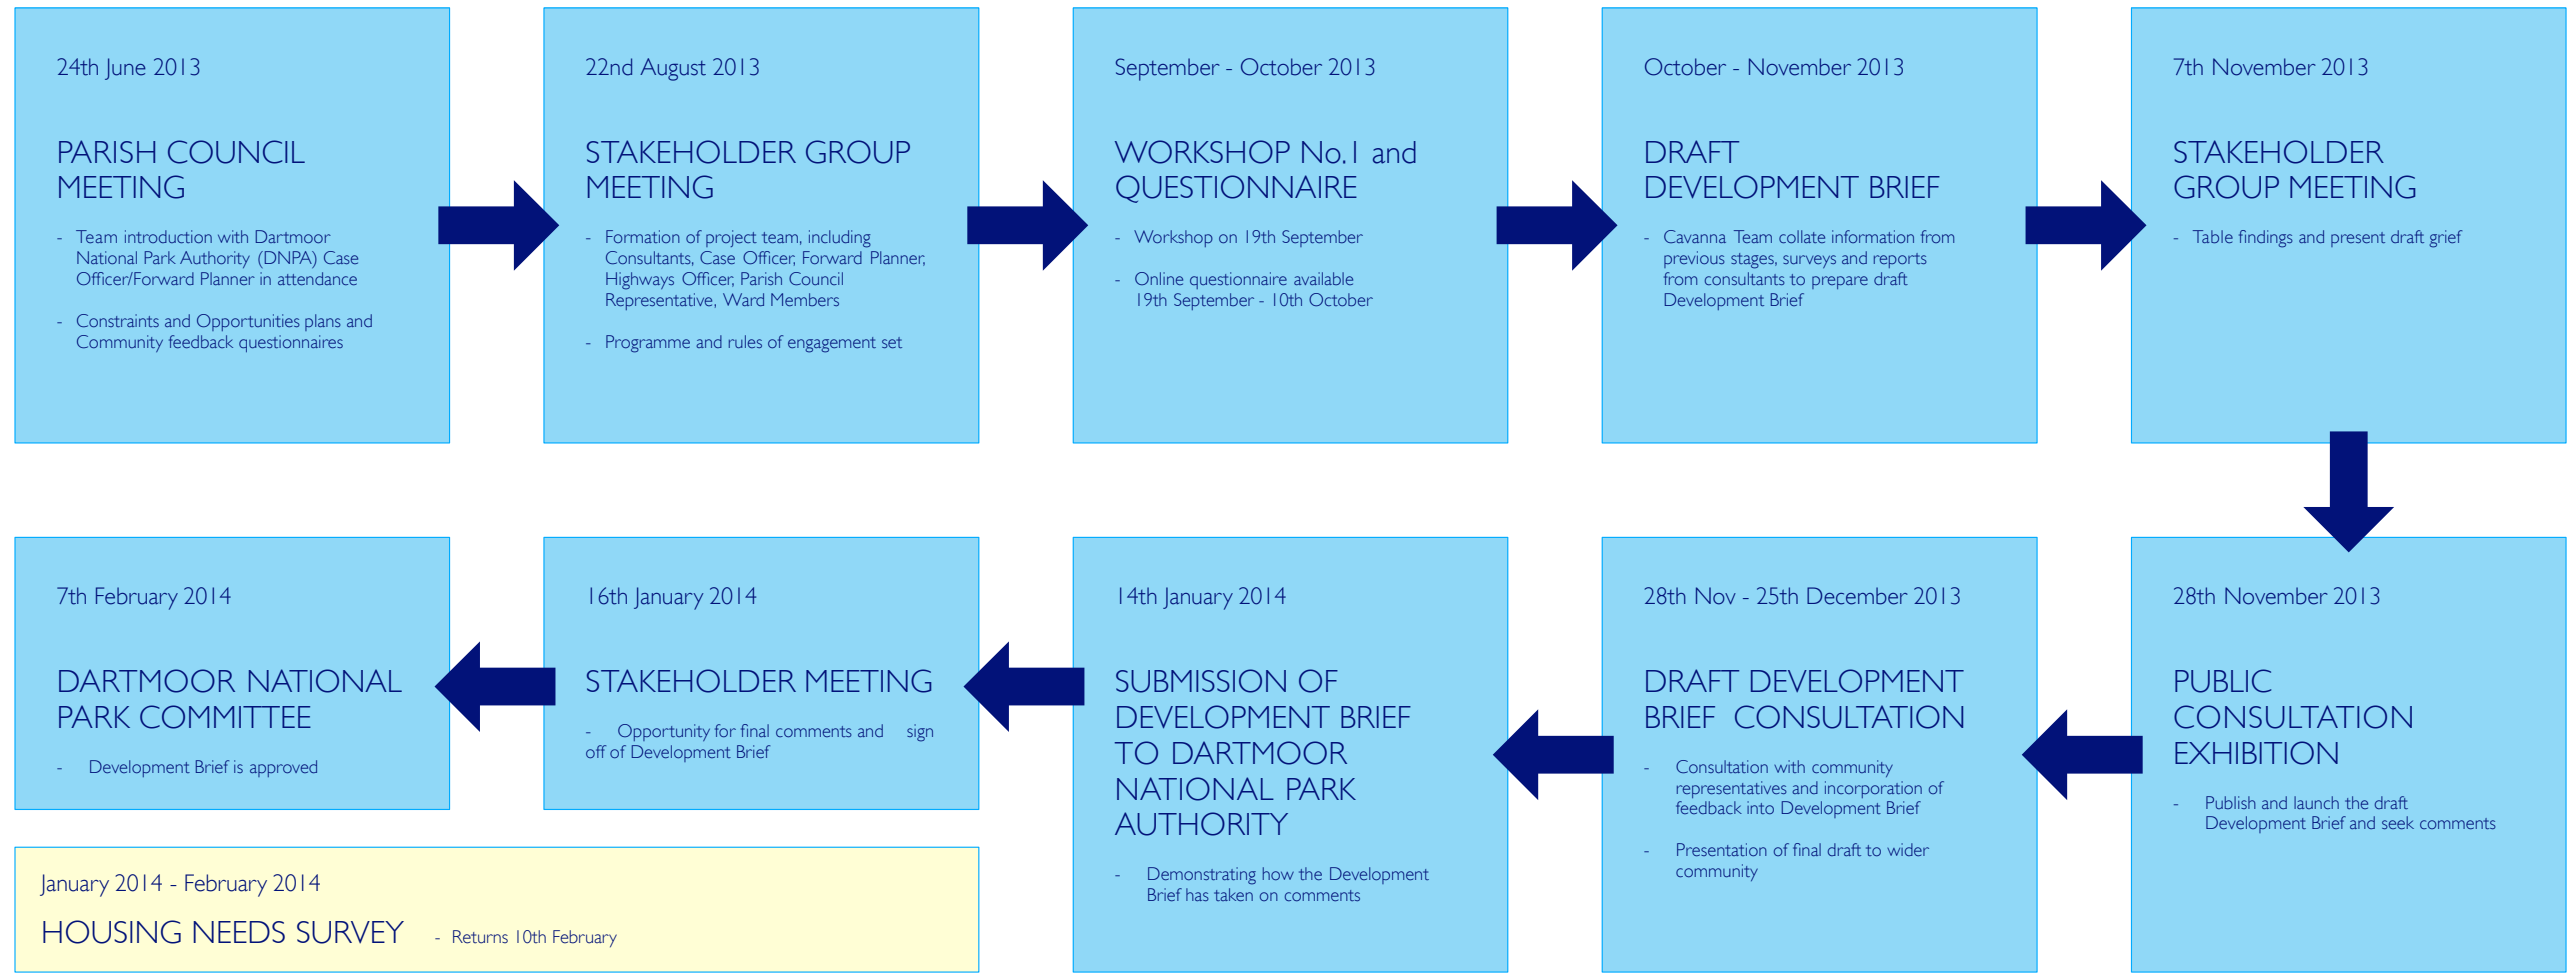 24th June 2013
PARISH COUNCIL
MEETING
- Team introduction with Dartmoor
National Park Authority (DNPA) Case
Officer/Forward Planner in attendance
- Constraints and Opportunities plans and
Community feedback questionnaires
22nd August 2013
STAKEHOLDER GROUP
MEETING
- Formation of project team, including
Consultants, Case Officer, Forward Planner,
Highways Officer, Parish Council
Representative, Ward Members
- Programme and rules of engagement set
September - October 2013
WORKSHOP No.1 and
QUESTIONNAIRE
- Workshop on 19th September
- Online questionnaire available
19th September - 10th October
October - November 2013
DRAFT
DEVELOPMENT BRIEF
- Cavanna Team collate information from
previous stages, surveys and reports
from consultants to prepare draft
Development Brief
7th November 2013
STAKEHOLDER
GROUP MEETING
- Table findings and present draft grief
28th November 2013
PUBLIC
CONSULTATION
EXHIBITION
- Publish and launch the draft
Development Brief and seek comments
28th Nov - 25th December 2013
DRAFT DEVELOPMENT
BRIEF CONSULTATION
- Consultation with community
representatives and incorporation of
feedback into Development Brief
- Presentation of final draft to wider
community
14th January 2014
SUBMISSION OF
DEVELOPMENT BRIEF
TO DARTMOOR
NATIONAL PARK
AUTHORITY
- Demonstrating how the Development
Brief has taken on comments
16th January 2014
STAKEHOLDER MEETING
- Opportunity for final comments and sign
off of Development Brief
7th February 2014
DARTMOOR NATIONAL
PARK COMMITTEE
- Development Brief is approved
January 2014 - February 2014
HOUSING NEEDS SURVEY - Returns 10th February